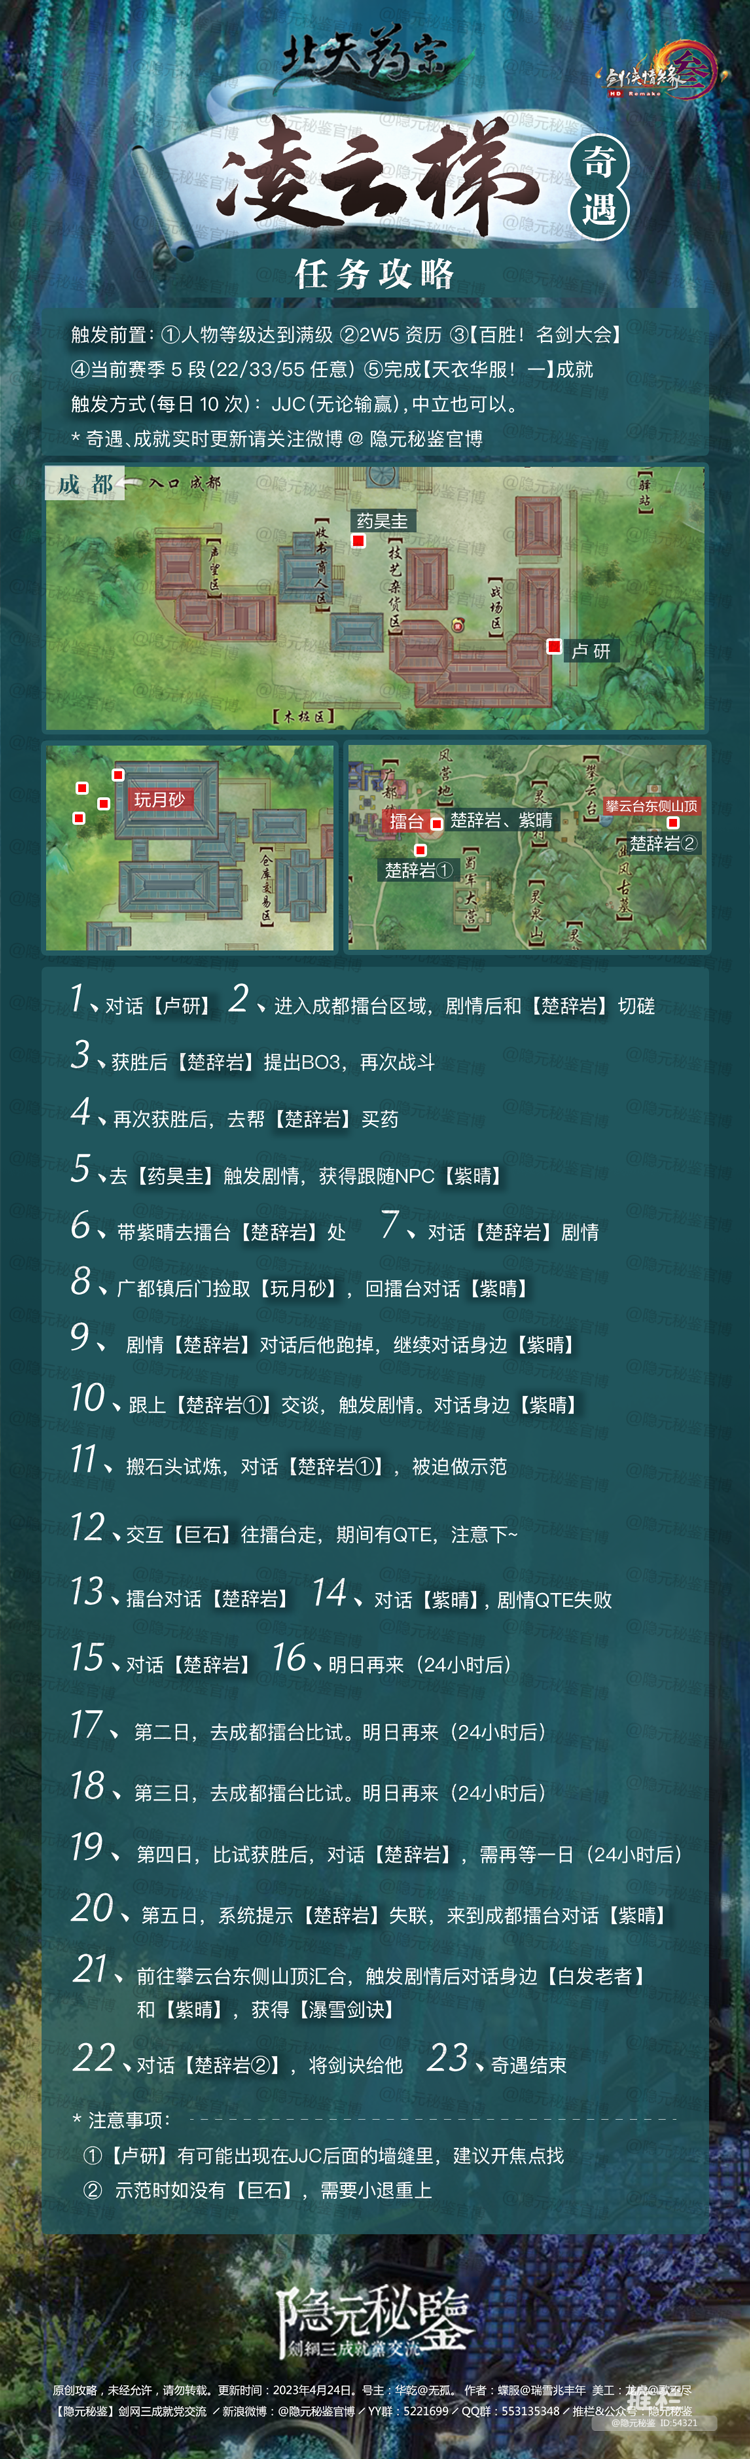 北天药宗
剑侠情缘 叁
HD Remake
凌云梯
奇遇
任务攻略
触发前置：①人物等级达到满级 ②2W5 资历 ③【百胜！名剑大会】
④当前赛季 5 段（22/33/55 任意） ⑤完成【天衣华服！一】成就
触发方式（每日 10 次）：JJC（无论输赢），中立也可以。
* 奇遇、成就实时更新请关注微博 @ 隐元秘鉴官博
成都
入口 成都
【驿站】
药昊圭
【声望区】
【收书商人区】
【技艺杂货区】
【战场区】
卢研
【木桩区】
玩月砂
【仓库交易区】
风营地】
【攀云台】
攀云台东侧山顶
擂台
楚辞岩、紫晴
楚辞岩①
楚辞岩②
【蜀军大营】
【灵泉山】
风古墓】
1、对话【卢研】 2、进入成都擂台区域，剧情后和【楚辞岩】切磋
3、获胜后【楚辞岩】提出BO3，再次战斗
4、再次获胜后，去帮【楚辞岩】买药
5、去【药昊圭】触发剧情，获得跟随NPC【紫晴】
6、带紫晴去擂台【楚辞岩】处 7、对话【楚辞岩】剧情
8、广都镇后门捡取【玩月砂】，回擂台对话【紫晴】
9、剧情【楚辞岩】对话后他跑掉，继续对话身边【紫晴】
10、跟上【楚辞岩①】交谈，触发剧情。对话身边【紫晴】
11、搬石头试炼，对话【楚辞岩①】，被迫做示范
12、交互【巨石】往擂台走，期间有QTE，注意下~
13、擂台对话【楚辞岩】 14、对话【紫晴】，剧情QTE失败
15、对话【楚辞岩】 16、明日再来（24小时后）
17、第二日，去成都擂台比试。明日再来（24小时后）
18、第三日，去成都擂台比试。明日再来（24小时后）
19、第四日，比试获胜后，对话【楚辞岩】，需再等一日（24小时后）
20、第五日，系统提示【楚辞岩】失联，来到成都擂台对话【紫晴】
21、前往攀云台东侧山顶汇合，触发剧情后对话身边【白发老者】
和【紫晴】，获得【瀑雪剑诀】
22、对话【楚辞岩②】，将剑诀给他 23、奇遇结束
* 注意事项：
①【卢研】有可能出现在JJC后面的墙缝里，建议开焦点找
② 示范时如没有【巨石】，需要小退重上
隐元秘鑒
劍網三成就黨交流
原创攻略，未经允许，请勿转载。更新时间：2023年4月24日。号主：华乾@无孤。 作者：蝶服@瑞雪兆丰年 美工：
【隐元秘鉴】剑网三成就党交流 / 新浪微博：@隐元秘鉴官博 / YY群：5221699 / QQ群：553135348 / 推栏&公众号：隐元秘鉴
推栏
@隐元秘鉴 ID:54321